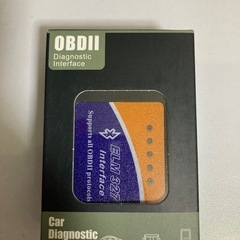 OBDII
Diagnostic
Interface
ELM 327
Interface
Supports all OBDII protocols
Car
Diagnostic